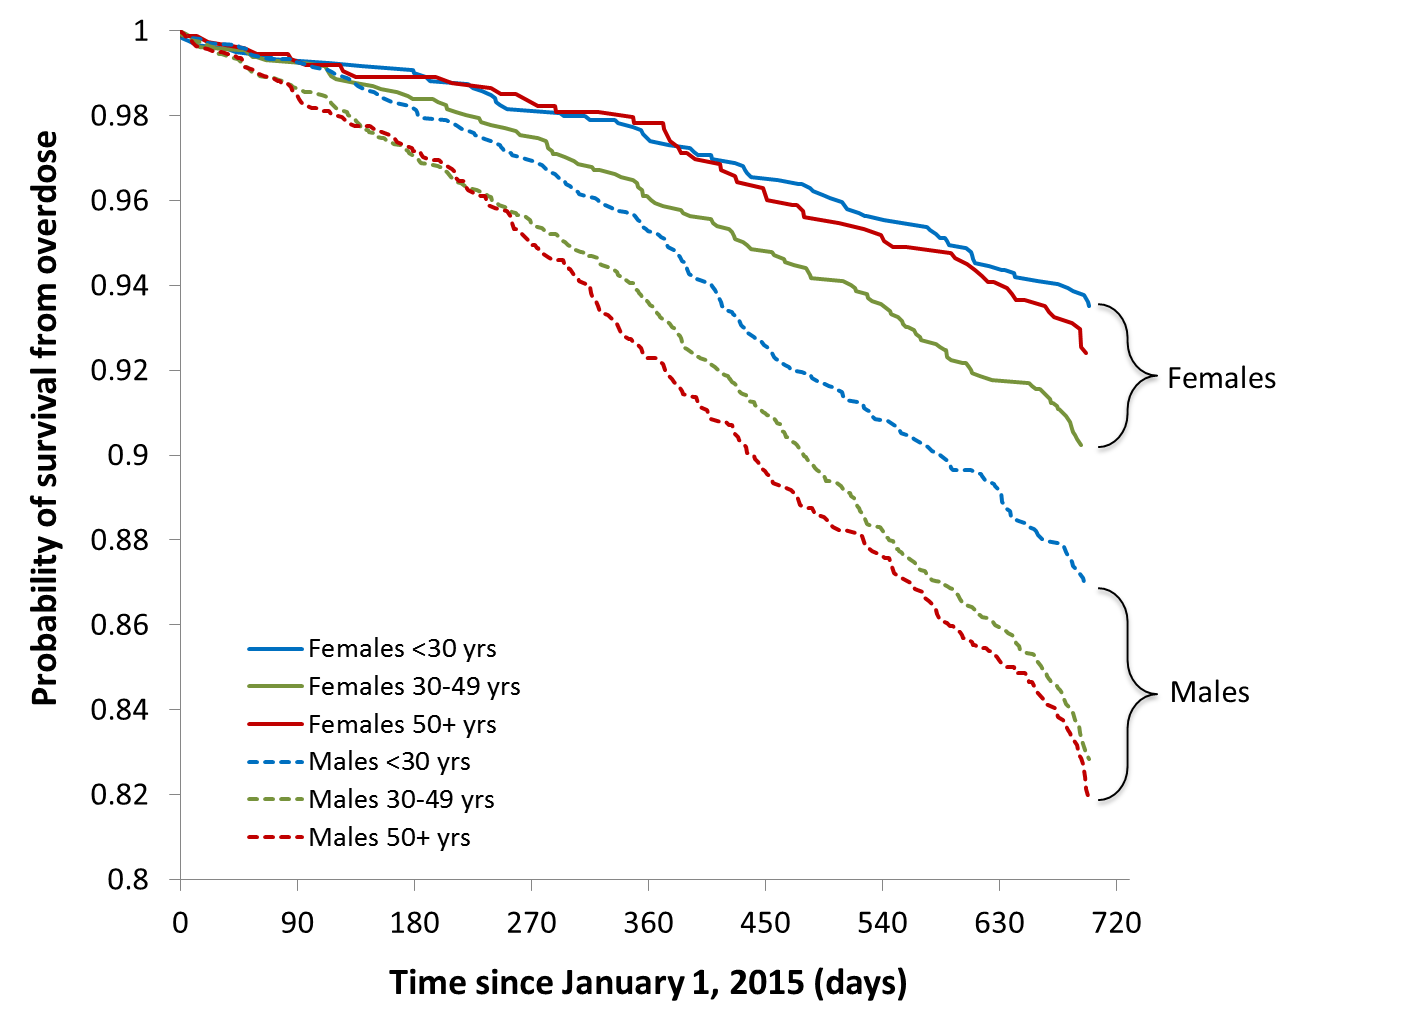 Probability of survival from overdose
1
0.98
0.96
0.94
0.92
0.9
0.88
0.86
0.84
0.82
0.8
Females
Males
Females <30 yrs
Females 30-49 yrs
Females 50+ yrs
Males <30 yrs
Males 30-49 yrs
Males 50+ yrs
0 90 180 270 360 450 540 630 720
Time since January 1, 2015 (days)